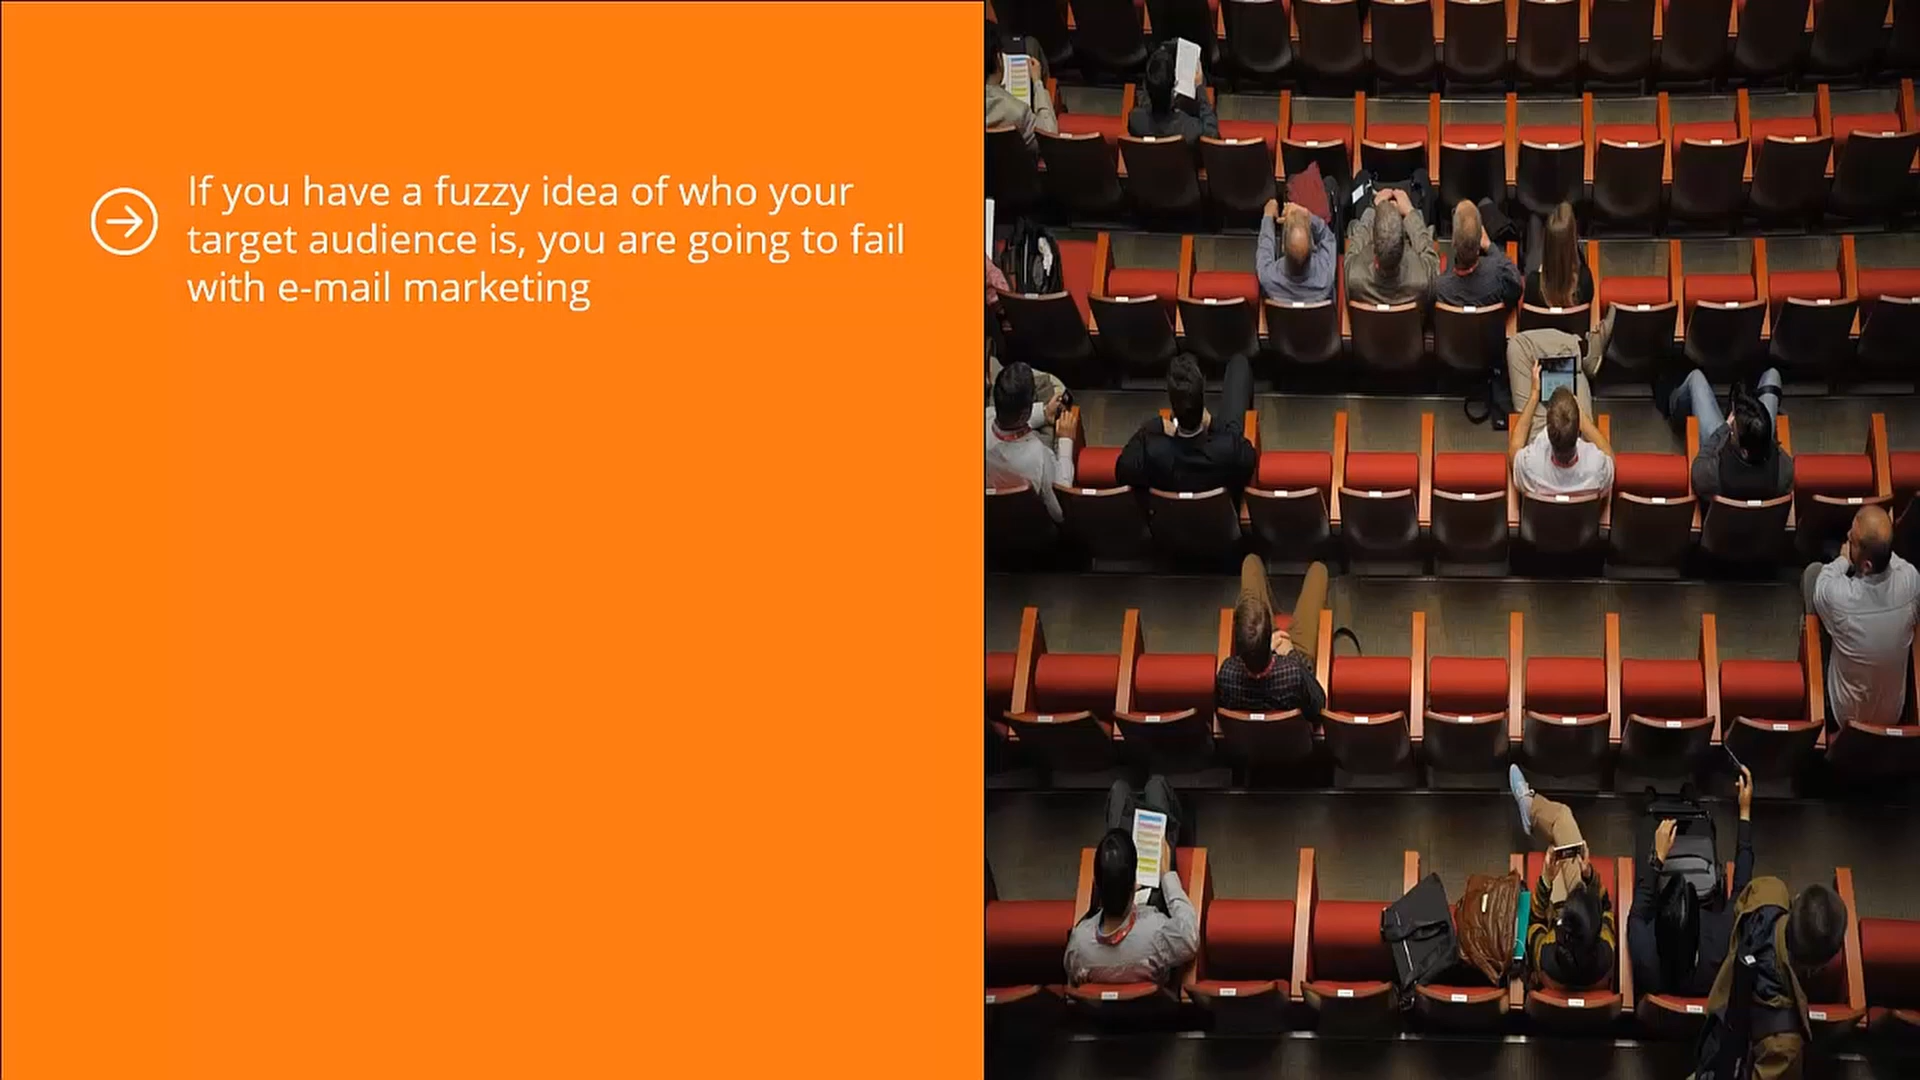 If you have a fuzzy idea of who your
target audience is, you are going to fail
with e-mail marketing